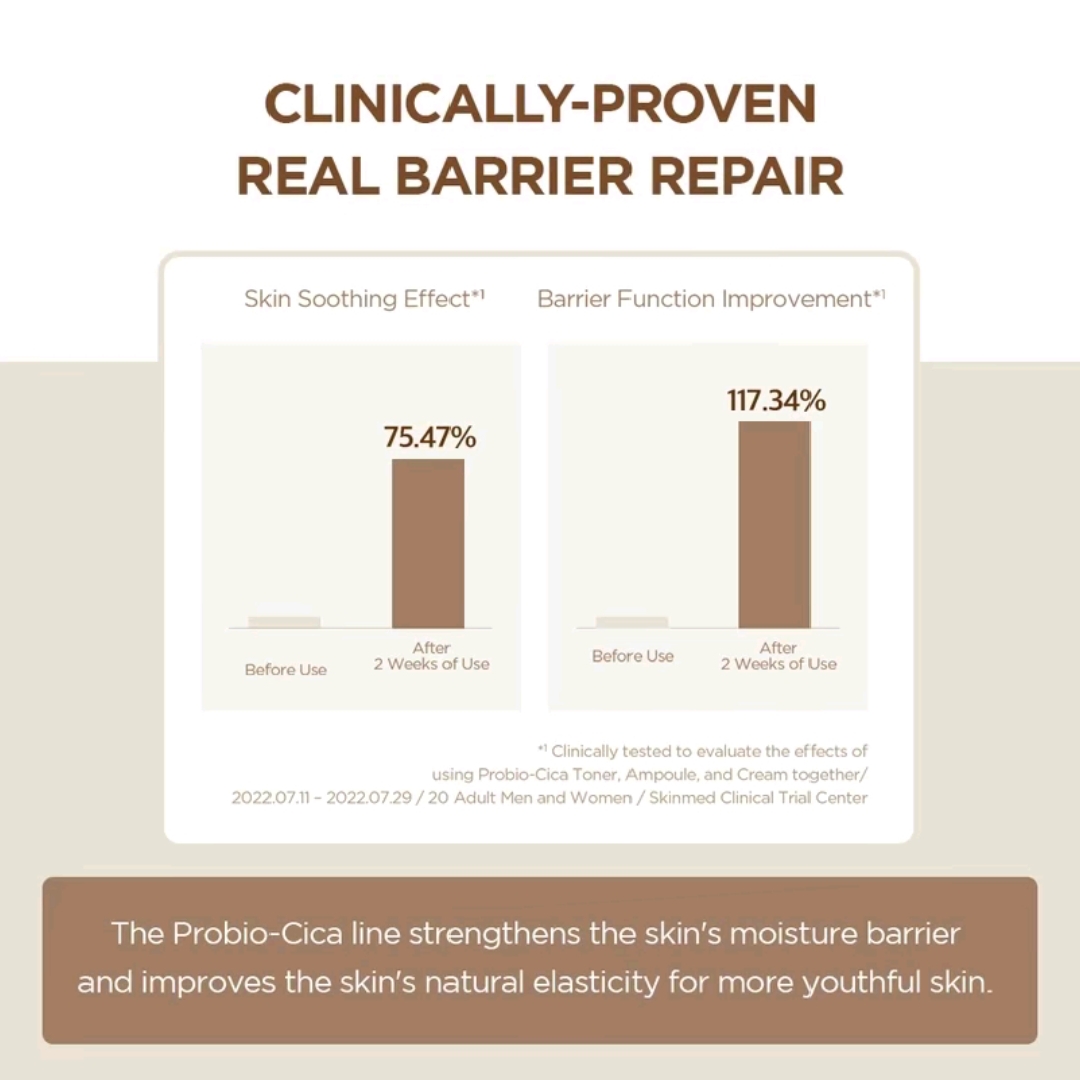 CLINICALLY-PROVEN
REAL BARRIER REPAIR
Skin Soothing Effect*¹
75.47%
Before Use
After
2 Weeks of Use
Barrier Function Improvement*¹
117.34%
Before Use
After
2 Weeks of Use
*¹ Clinically tested to evaluate the effects of
using Probio-Cica Toner, Ampoule, and Cream together/
2022.07.11 – 2022.07.29 / 20 Adult Men and Women / Skinmed Clinical Trial Center
The Probio-Cica line strengthens the skin's moisture barrier
and improves the skin's natural elasticity for more youthful skin.